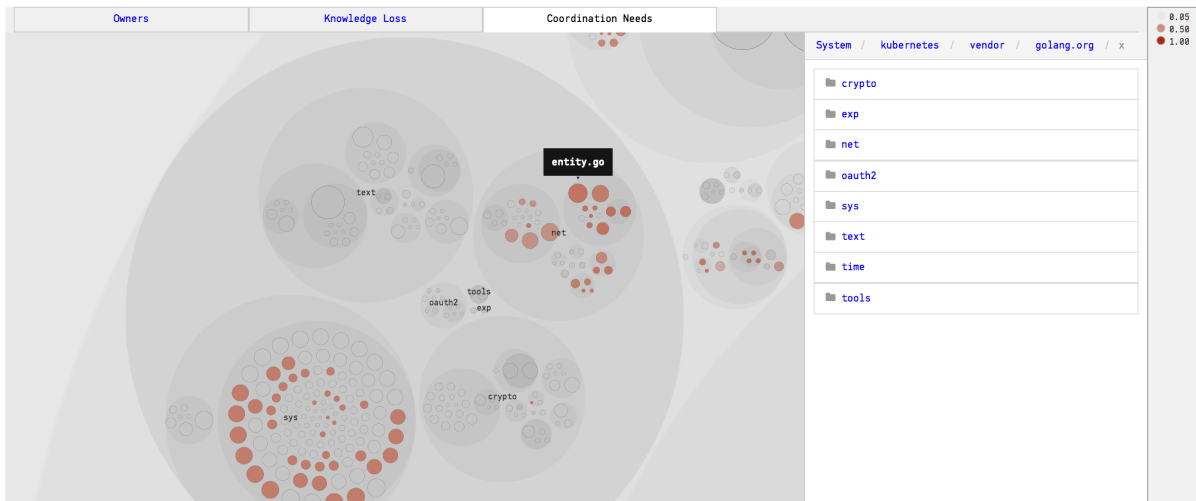 Owners
Knowledge Loss
Coordination Needs
0.05
0.50
1.00
System / kubernetes / vendor / golang.org / x
crypto
exp
net
oauth2
sys
text
time
tools
entity.go
text
net
tools
oauth2
exp
crypto
sys